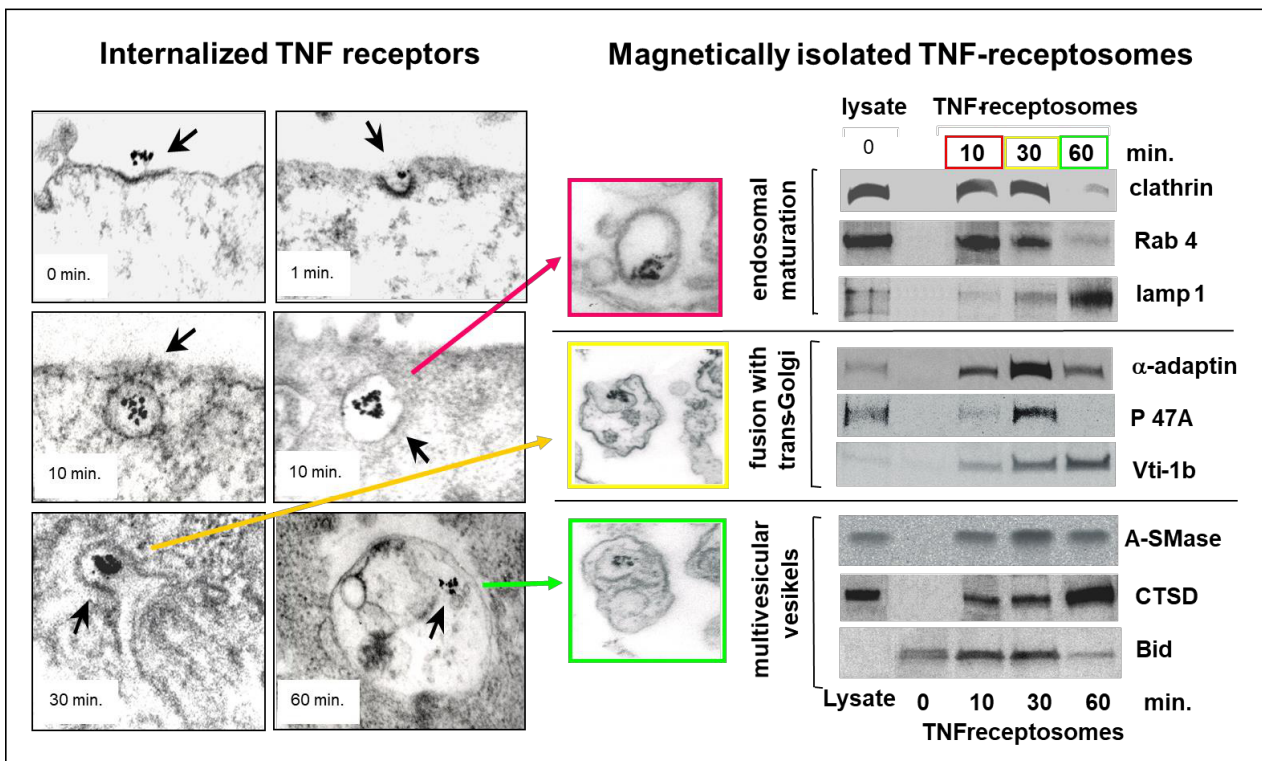 Internalized TNF receptors
Magnetically isolated TNF-receptosomes
0 min.
1 min.
10 min.
10 min.
30 min.
60 min.
endosomal
maturation
fusion with
trans-Golgi
multivesicular
vesikels
lysate
TNF-receptosomes
0
10
30
60
min.
clathrin
Rab 4
lamp 1
α-adaptin
P 47A
Vti-1b
A-SMase
CTSD
Bid
Lysate
0
10
30
60
min.
TNFreceptosomes